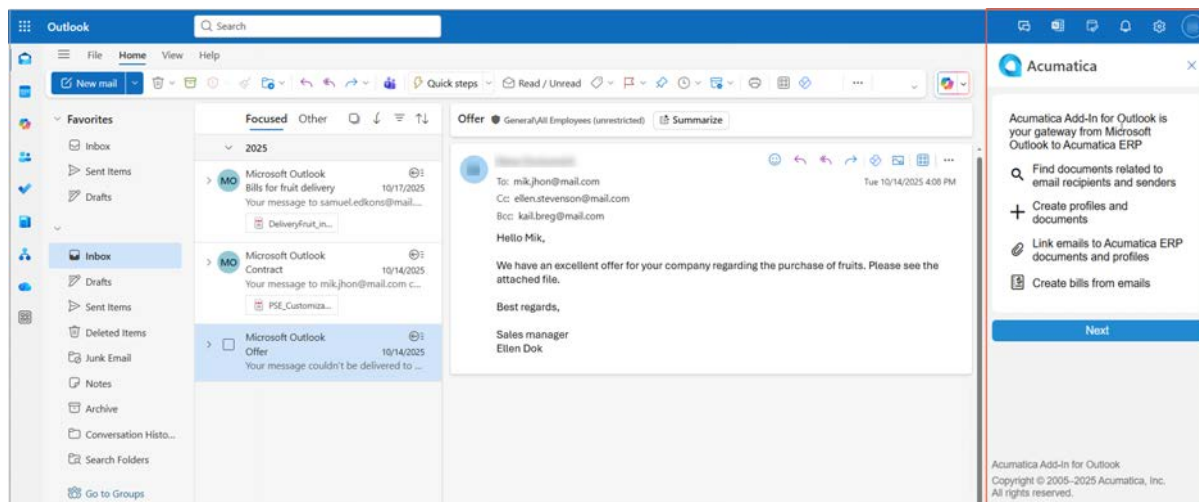 Outlook
Search
File Home View Help
New mail
Quick steps
Read / Unread
...
Favorites
Inbox
Sent Items
Drafts
Inbox
Drafts
Sent Items
Deleted Items
Junk Email
Notes
Archive
Conversation Histo...
Search Folders
Go to Groups
Focused Other
2025
MO
Microsoft Outlook
Bills for fruit delivery 10/17/2025
Your message to samuel.edkons@mail....
DeliveryFruit_in...
MO
Microsoft Outlook
Contract 10/14/2025
Your message to mik.jhon@mail.com c...
PSE_Customiza...
Microsoft Outlook
Offer 10/14/2025
Your message couldn't be delivered to ...
Offer General\All Employees (unrestricted) Summarize
To: mik.jhon@mail.com
Tue 10/14/2025 4:08 PM
Cc: ellen.stevenson@mail.com
Bcc: kail.breg@mail.com
Hello Mik,
We have an excellent offer for your company regarding the purchase of fruits. Please see the
attached file.
Best regards,
Sales manager
Ellen Dok
Acumatica
Acumatica Add-In for Outlook is
your gateway from Microsoft
Outlook to Acumatica ERP
Find documents related to
email recipients and senders
Create profiles and
documents
Link emails to Acumatica ERP
documents and profiles
Create bills from emails
Next
Acumatica Add-In for Outlook
Copyright © 2005–2025 Acumatica, Inc.
All rights reserved.